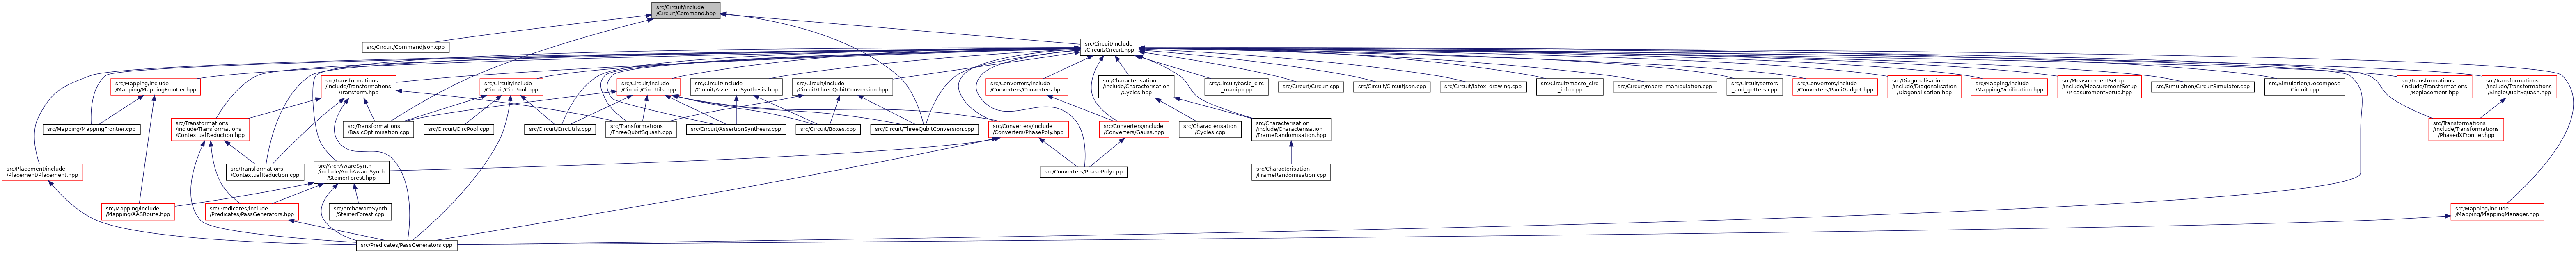 src/Circuit/include
/Circuit/Command.hpp
src/Circuit/CommandJson.cpp
src/Circuit/include
/Circuit/Circuit.hpp
src/Mapping/include
/Mapping/MappingFrontier.hpp
src/Transformations
/include/Transformations
/Transform.hpp
src/Circuit/include
/Circuit/CircPool.hpp
src/Circuit/include
/Circuit/CircUtils.hpp
src/Circuit/include
/Circuit/AssertionSynthesis.hpp
src/Circuit/include
/Circuit/ThreeQubitConversion.hpp
src/Converters/include
/Converters/Converters.hpp
src/Characterisation
/include/Characterisation
/Cycles.hpp
src/Circuit/basic_circ
_manip.cpp
src/Circuit/Circuit.cpp
src/Circuit/CircuitJson.cpp
src/Circuit/latex_drawing.cpp
src/Circuit/macro_circ
_info.cpp
src/Circuit/macro_manipulation.cpp
src/Circuit/setters
_and_getters.cpp
src/Converters/include
/Converters/PauliGadget.hpp
src/Diagonalisation
/include/Diagonalisation
/Diagonalisation.hpp
src/Mapping/include
/Mapping/Verification.hpp
src/MeasurementSetup
/include/MeasurementSetup
/MeasurementSetup.hpp
src/Simulation/CircuitSimulator.cpp
src/Simulation/Decompose
Circuit.cpp
src/Transformations
/include/Transformations
/Replacement.hpp
src/Transformations
/include/Transformations
/SingleQubitSquash.hpp
src/Mapping/MappingFrontier.cpp
src/Transformations
/include/Transformations
/ContextualReduction.hpp
src/Transformations
/BasicOptimisation.cpp
src/Circuit/CircPool.cpp
src/Circuit/CircUtils.cpp
src/Transformations
/ThreeQubitSquash.cpp
src/Circuit/AssertionSynthesis.cpp
src/Circuit/Boxes.cpp
src/Circuit/ThreeQubitConversion.cpp
src/Converters/include
/Converters/PhasePoly.hpp
src/Converters/include
/Converters/Gauss.hpp
src/Characterisation
/Cycles.cpp
src/Characterisation
/include/Characterisation
/FrameRandomisation.hpp
src/Transformations
/include/Transformations
/PhasedXFrontier.hpp
src/Placement/include
/Placement/Placement.hpp
src/Transformations
/ContextualReduction.cpp
src/ArchAwareSynth
/include/ArchAwareSynth
/SteinerForest.hpp
src/Converters/PhasePoly.cpp
src/Characterisation
/FrameRandomisation.cpp
src/Mapping/include
/Mapping/AASRoute.hpp
src/Predicates/include
/Predicates/PassGenerators.hpp
src/ArchAwareSynth
/SteinerForest.cpp
src/Mapping/include
/Mapping/MappingManager.hpp
src/Predicates/PassGenerators.cpp